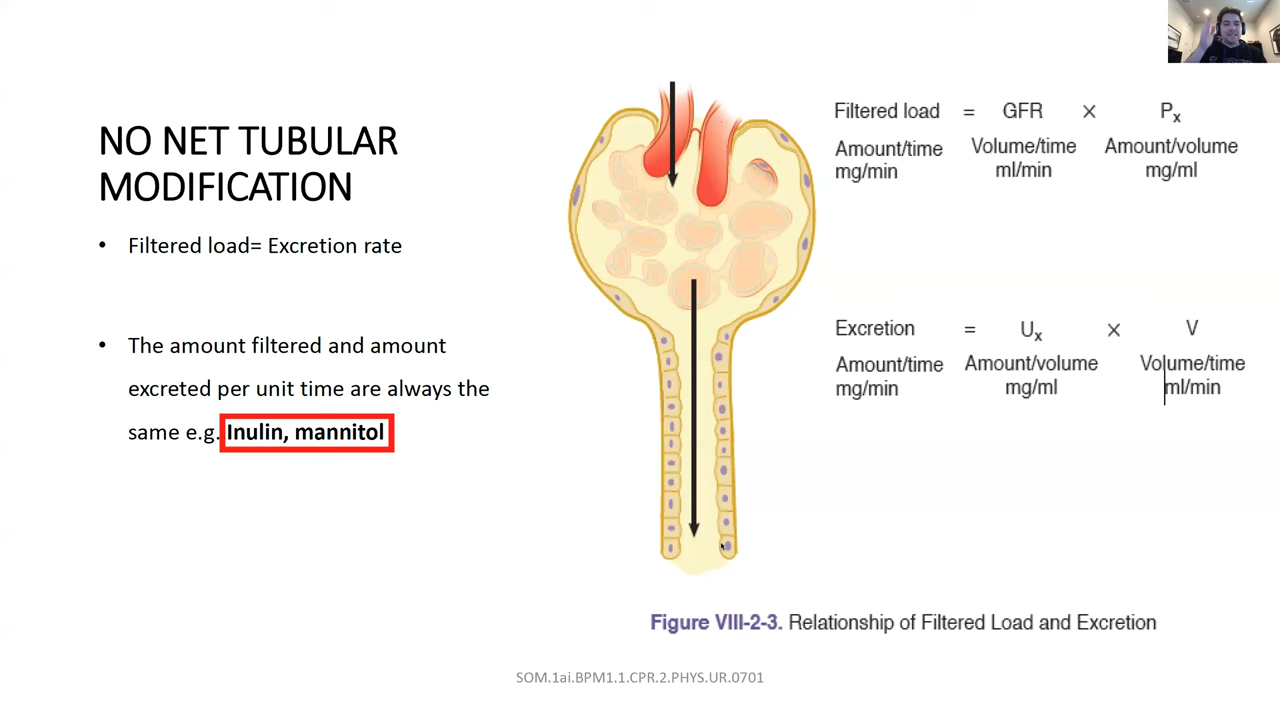 NO NET TUBULAR
MODIFICATION
• Filtered load= Excretion rate
• The amount filtered and amount
excreted per unit time are always the
same e.g. Inulin, mannitol
Filtered load = GFR × Px
Amount/time Volume/time Amount/volume
mg/min ml/min mg/ml
Excretion = Ux × V
Amount/time Amount/volume Volume/time
mg/min mg/ml ml/min
Figure VIII-2-3. Relationship of Filtered Load and Excretion
SOM.1ai.BPM1.1.CPR.2.PHYS.UR.0701